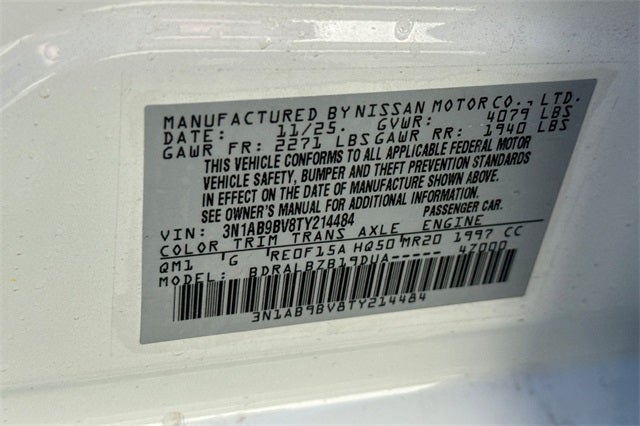 MANUFACTURED BY NISSAN MOTOR CO., LTD.
DATE: 11/25. GVWR: 4079 LBS
GAWR FR: 2271 LBS GAWR RR: 1940 LBS
THIS VEHICLE CONFORMS TO ALL APPLICABLE FEDERAL MOTOR
VEHICLE SAFETY, BUMPER AND THEFT PREVENTION STANDARDS
IN EFFECT ON THE DATE OF MANUFACTURE SHOWN ABOVE.
SEE OWNER'S MANUAL FOR ADDITIONAL INFORMATION.
VIN: 3N1AB9BV8TY214484 PASSENGER CAR.
COLOR TRIM TRANS AXLE ENGINE
QM1 G RE0F15A HQ50 MR20 1997 CC
MODEL: BDRALBZB19DUA----- 47000
3N1AB9BV8TY214484